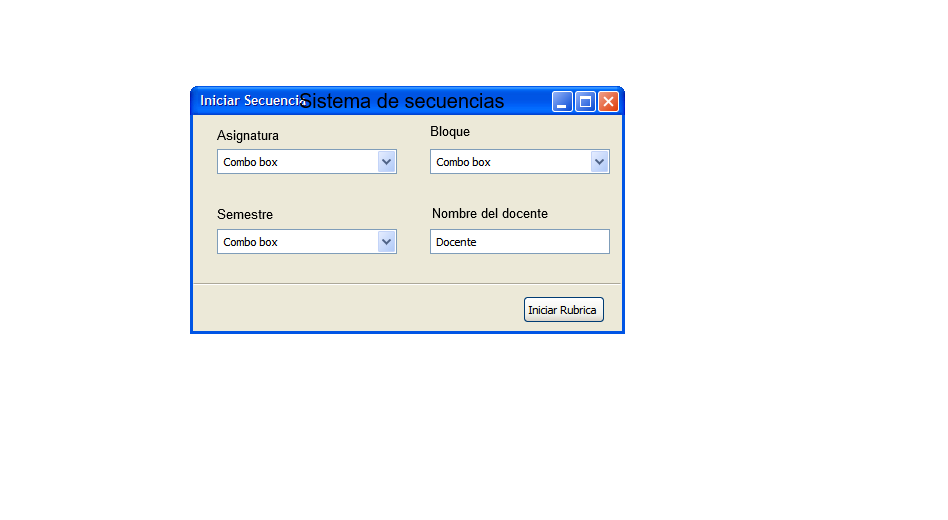 Iniciar Secuencia
Sistema de secuencias
Asignatura
Bloque
Combo box
Combo box
Semestre
Nombre del docente
Combo box
Docente
Iniciar Rubrica